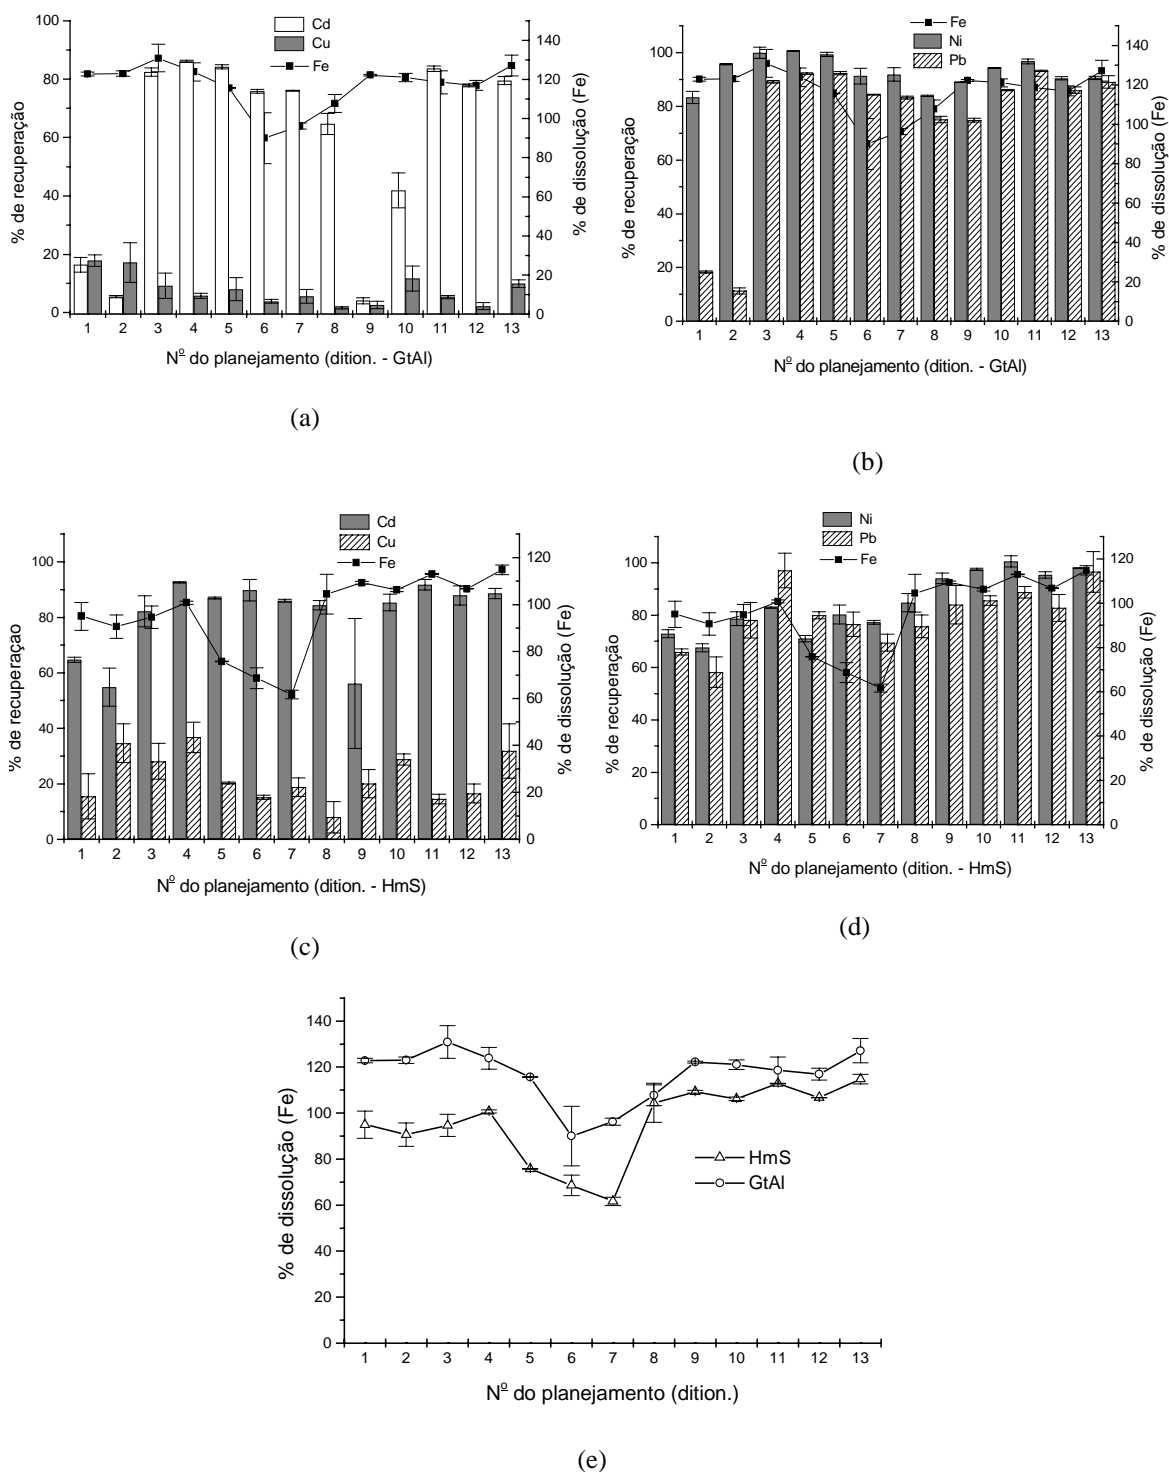 Cd
Cu
Fe
% de recuperação
100
80
60
40
20
0
% de dissolução (Fe)
140
120
100
80
60
40
20
0
1 2 3 4 5 6 7 8 9 10 11 12 13
Nº do planejamento (dition. - GtAl)
(a)
Fe
Ni
Pb
% de recuperação
100
80
60
40
20
0
% de dissolução (Fe)
140
120
100
80
60
40
20
0
1 2 3 4 5 6 7 8 9 10 11 12 13
Nº do planejamento (dition. - GtAl)
(b)
Cd
Cu
Fe
% de recuperação
100
80
60
40
20
0
% de dissolução (Fe)
120
100
80
60
40
20
0
1 2 3 4 5 6 7 8 9 10 11 12 13
Nº do planejamento (dition. - HmS)
(c)
Ni
Pb
Fe
% de recuperação
100
80
60
40
20
0
% de dissolução (Fe)
120
100
80
60
40
20
0
1 2 3 4 5 6 7 8 9 10 11 12 13
Nº do planejamento (dition. - HmS)
(d)
% de dissolução (Fe)
140
120
100
80
60
40
20
0
HmS
GtAl
1 2 3 4 5 6 7 8 9 10 11 12 13
Nº do planejamento (dition.)
(e)